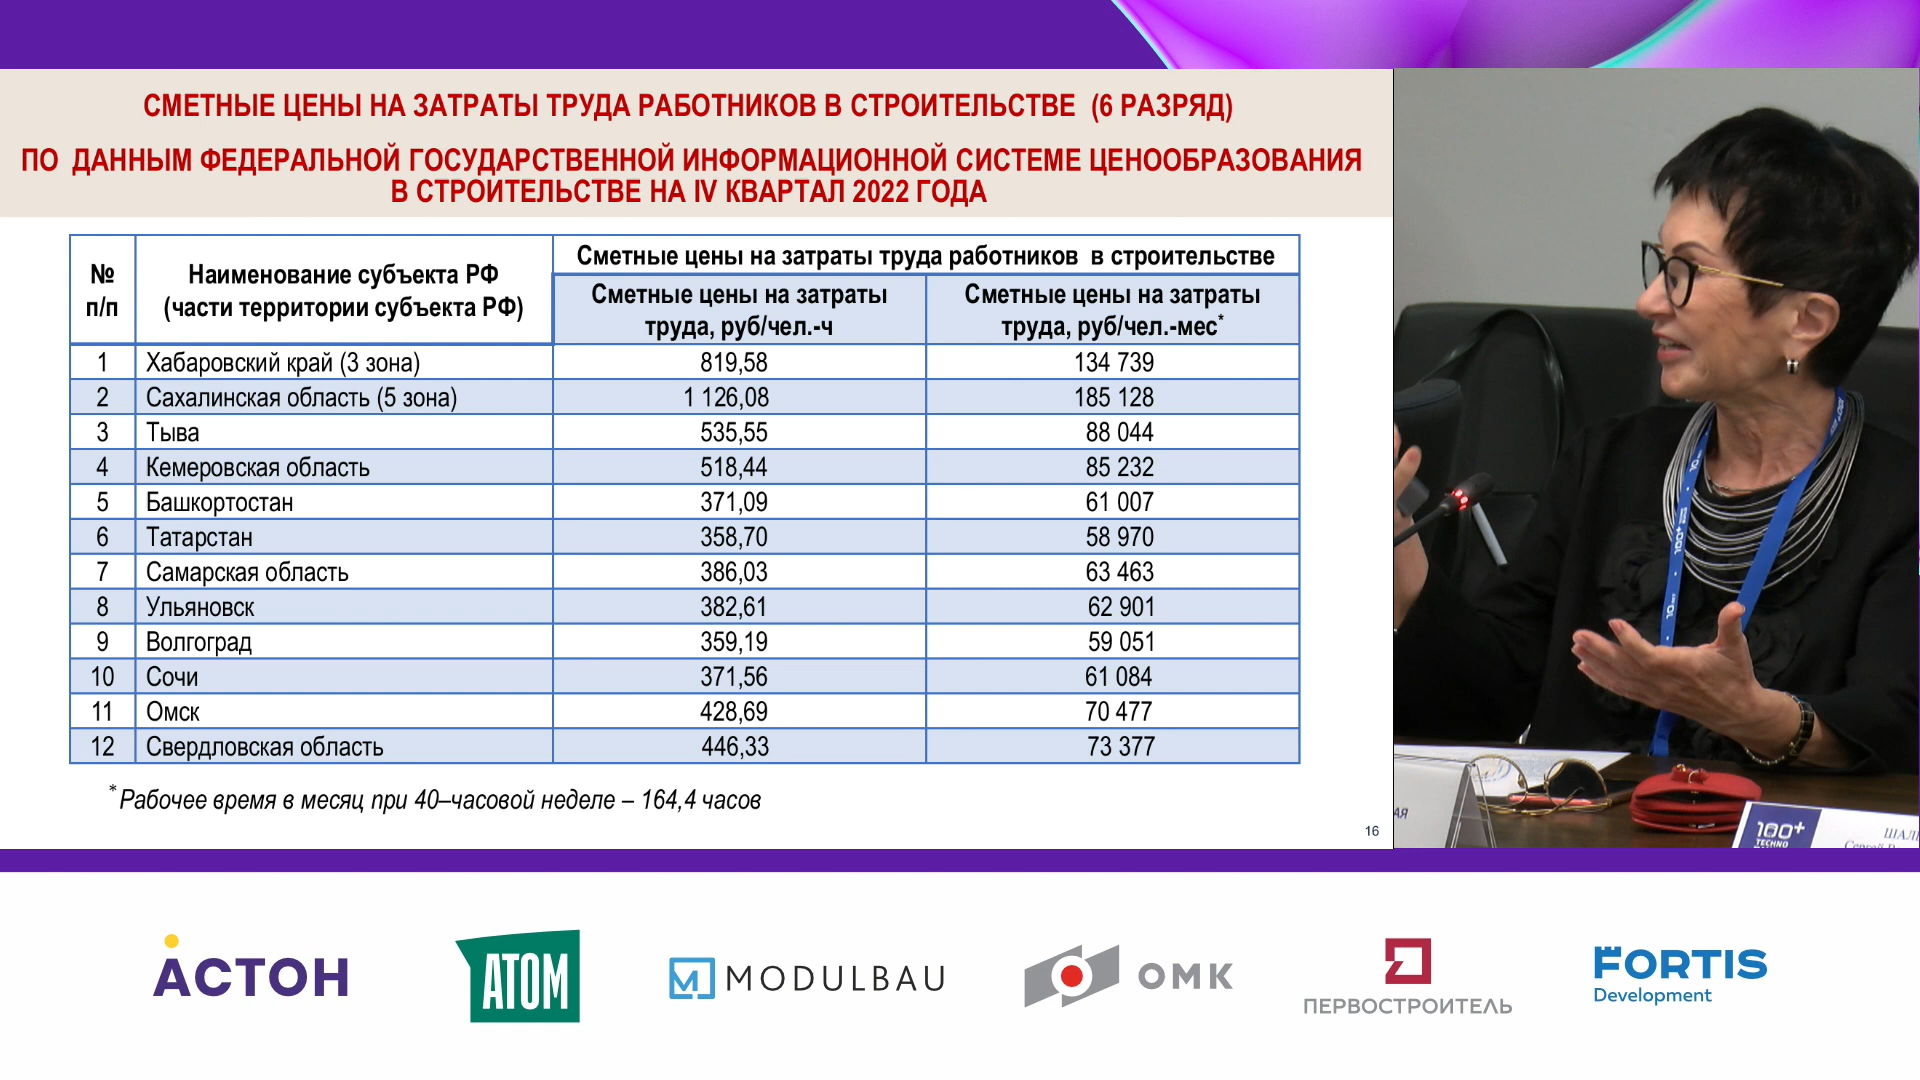 СМЕТНЫЕ ЦЕНЫ НА ЗАТРАТЫ ТРУДА РАБОТНИКОВ В СТРОИТЕЛЬСТВЕ (6 РАЗРЯД)
ПО ДАННЫМ ФЕДЕРАЛЬНОЙ ГОСУДАРСТВЕННОЙ ИНФОРМАЦИОННОЙ СИСТЕМЕ ЦЕНООБРАЗОВАНИЯ
В СТРОИТЕЛЬСТВЕ НА IV КВАРТАЛ 2022 ГОДА
№ п/п
Наименование субъекта РФ
(части территории субъекта РФ)
Сметные цены на затраты труда работников в строительстве
Сметные цены на затраты
труда, руб/чел.-ч
Сметные цены на затраты
труда, руб/чел.-мес*
1 Хабаровский край (3 зона) 819,58 134 739
2 Сахалинская область (5 зона) 1 126,08 185 128
3 Тыва 535,55 88 044
4 Кемеровская область 518,44 85 232
5 Башкортостан 371,09 61 007
6 Татарстан 358,70 58 970
7 Самарская область 386,03 63 463
8 Ульяновск 382,61 62 901
9 Волгоград 359,19 59 051
10 Сочи 371,56 61 084
11 Омск 428,69 70 477
12 Свердловская область 446,33 73 377
*Рабочее время в месяц при 40–часовой неделе – 164,4 часов
16
100+
TECHNO
АСТОН
АТОМ
MODULBAU
ОМК
ПЕРВОСТРОИТЕЛЬ
FORTIS
Development